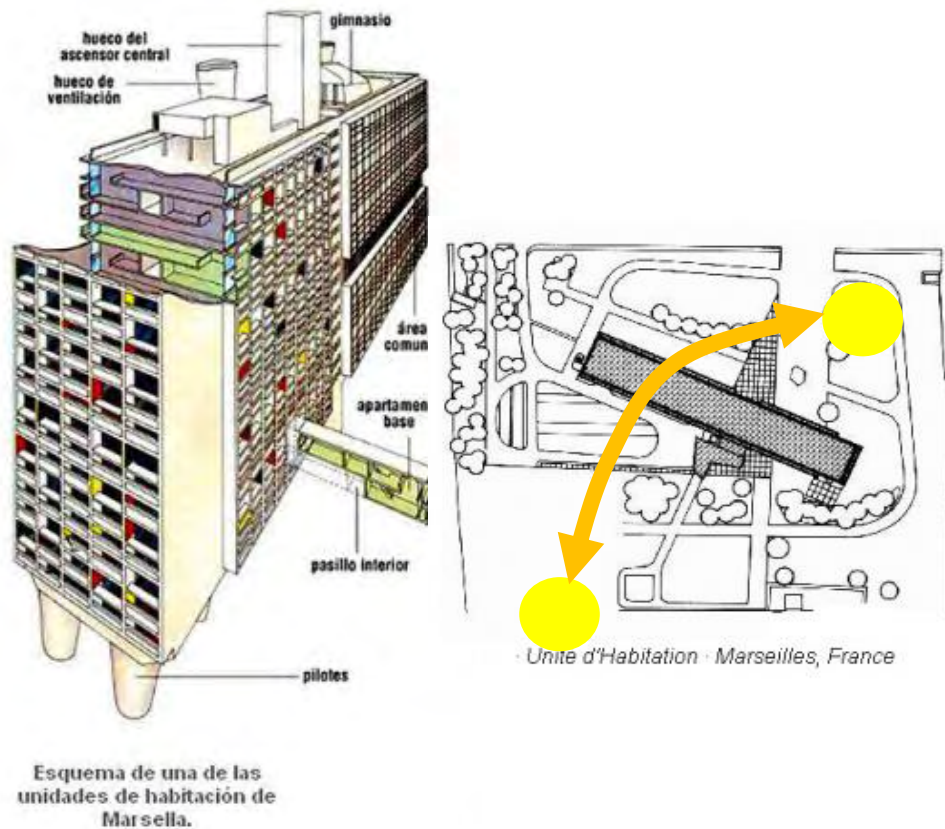 gimnasio
hueco del
ascensor central
hueco de
ventilación
área
comun
apartamen
base
pasillo interior
pilotes
Esquema de una de las
unidades de habitación de
Marsella.
· Unite d'Habitation · Marseilles, France